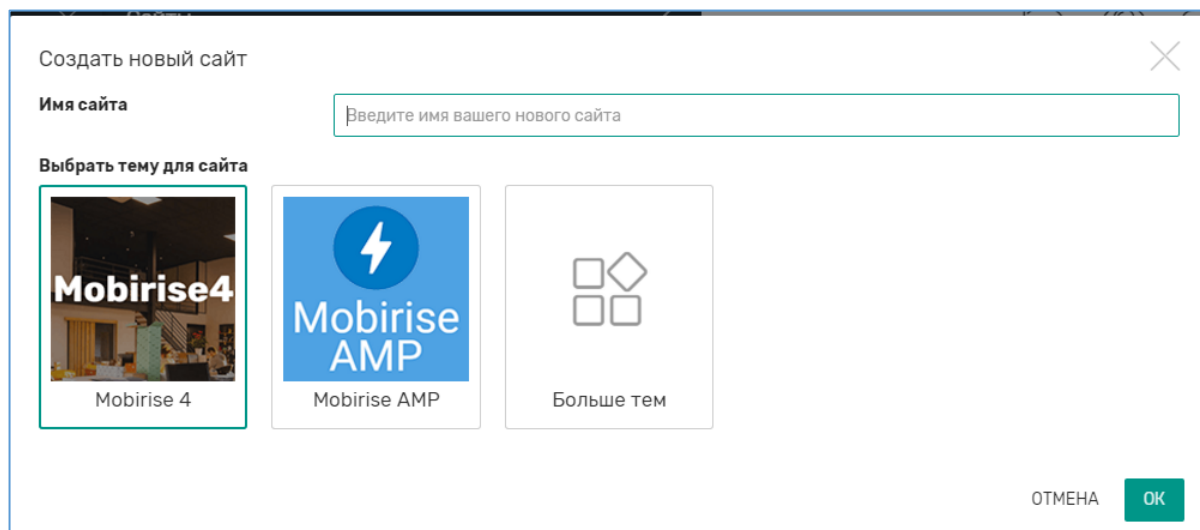 Создать новый сайт
Имя сайта
Введите имя вашего нового сайта
Выбрать тему для сайта
Mobirise4
Mobirise
AMP
Mobirise 4
Mobirise AMP
Больше тем
ОТМЕНА
ОК